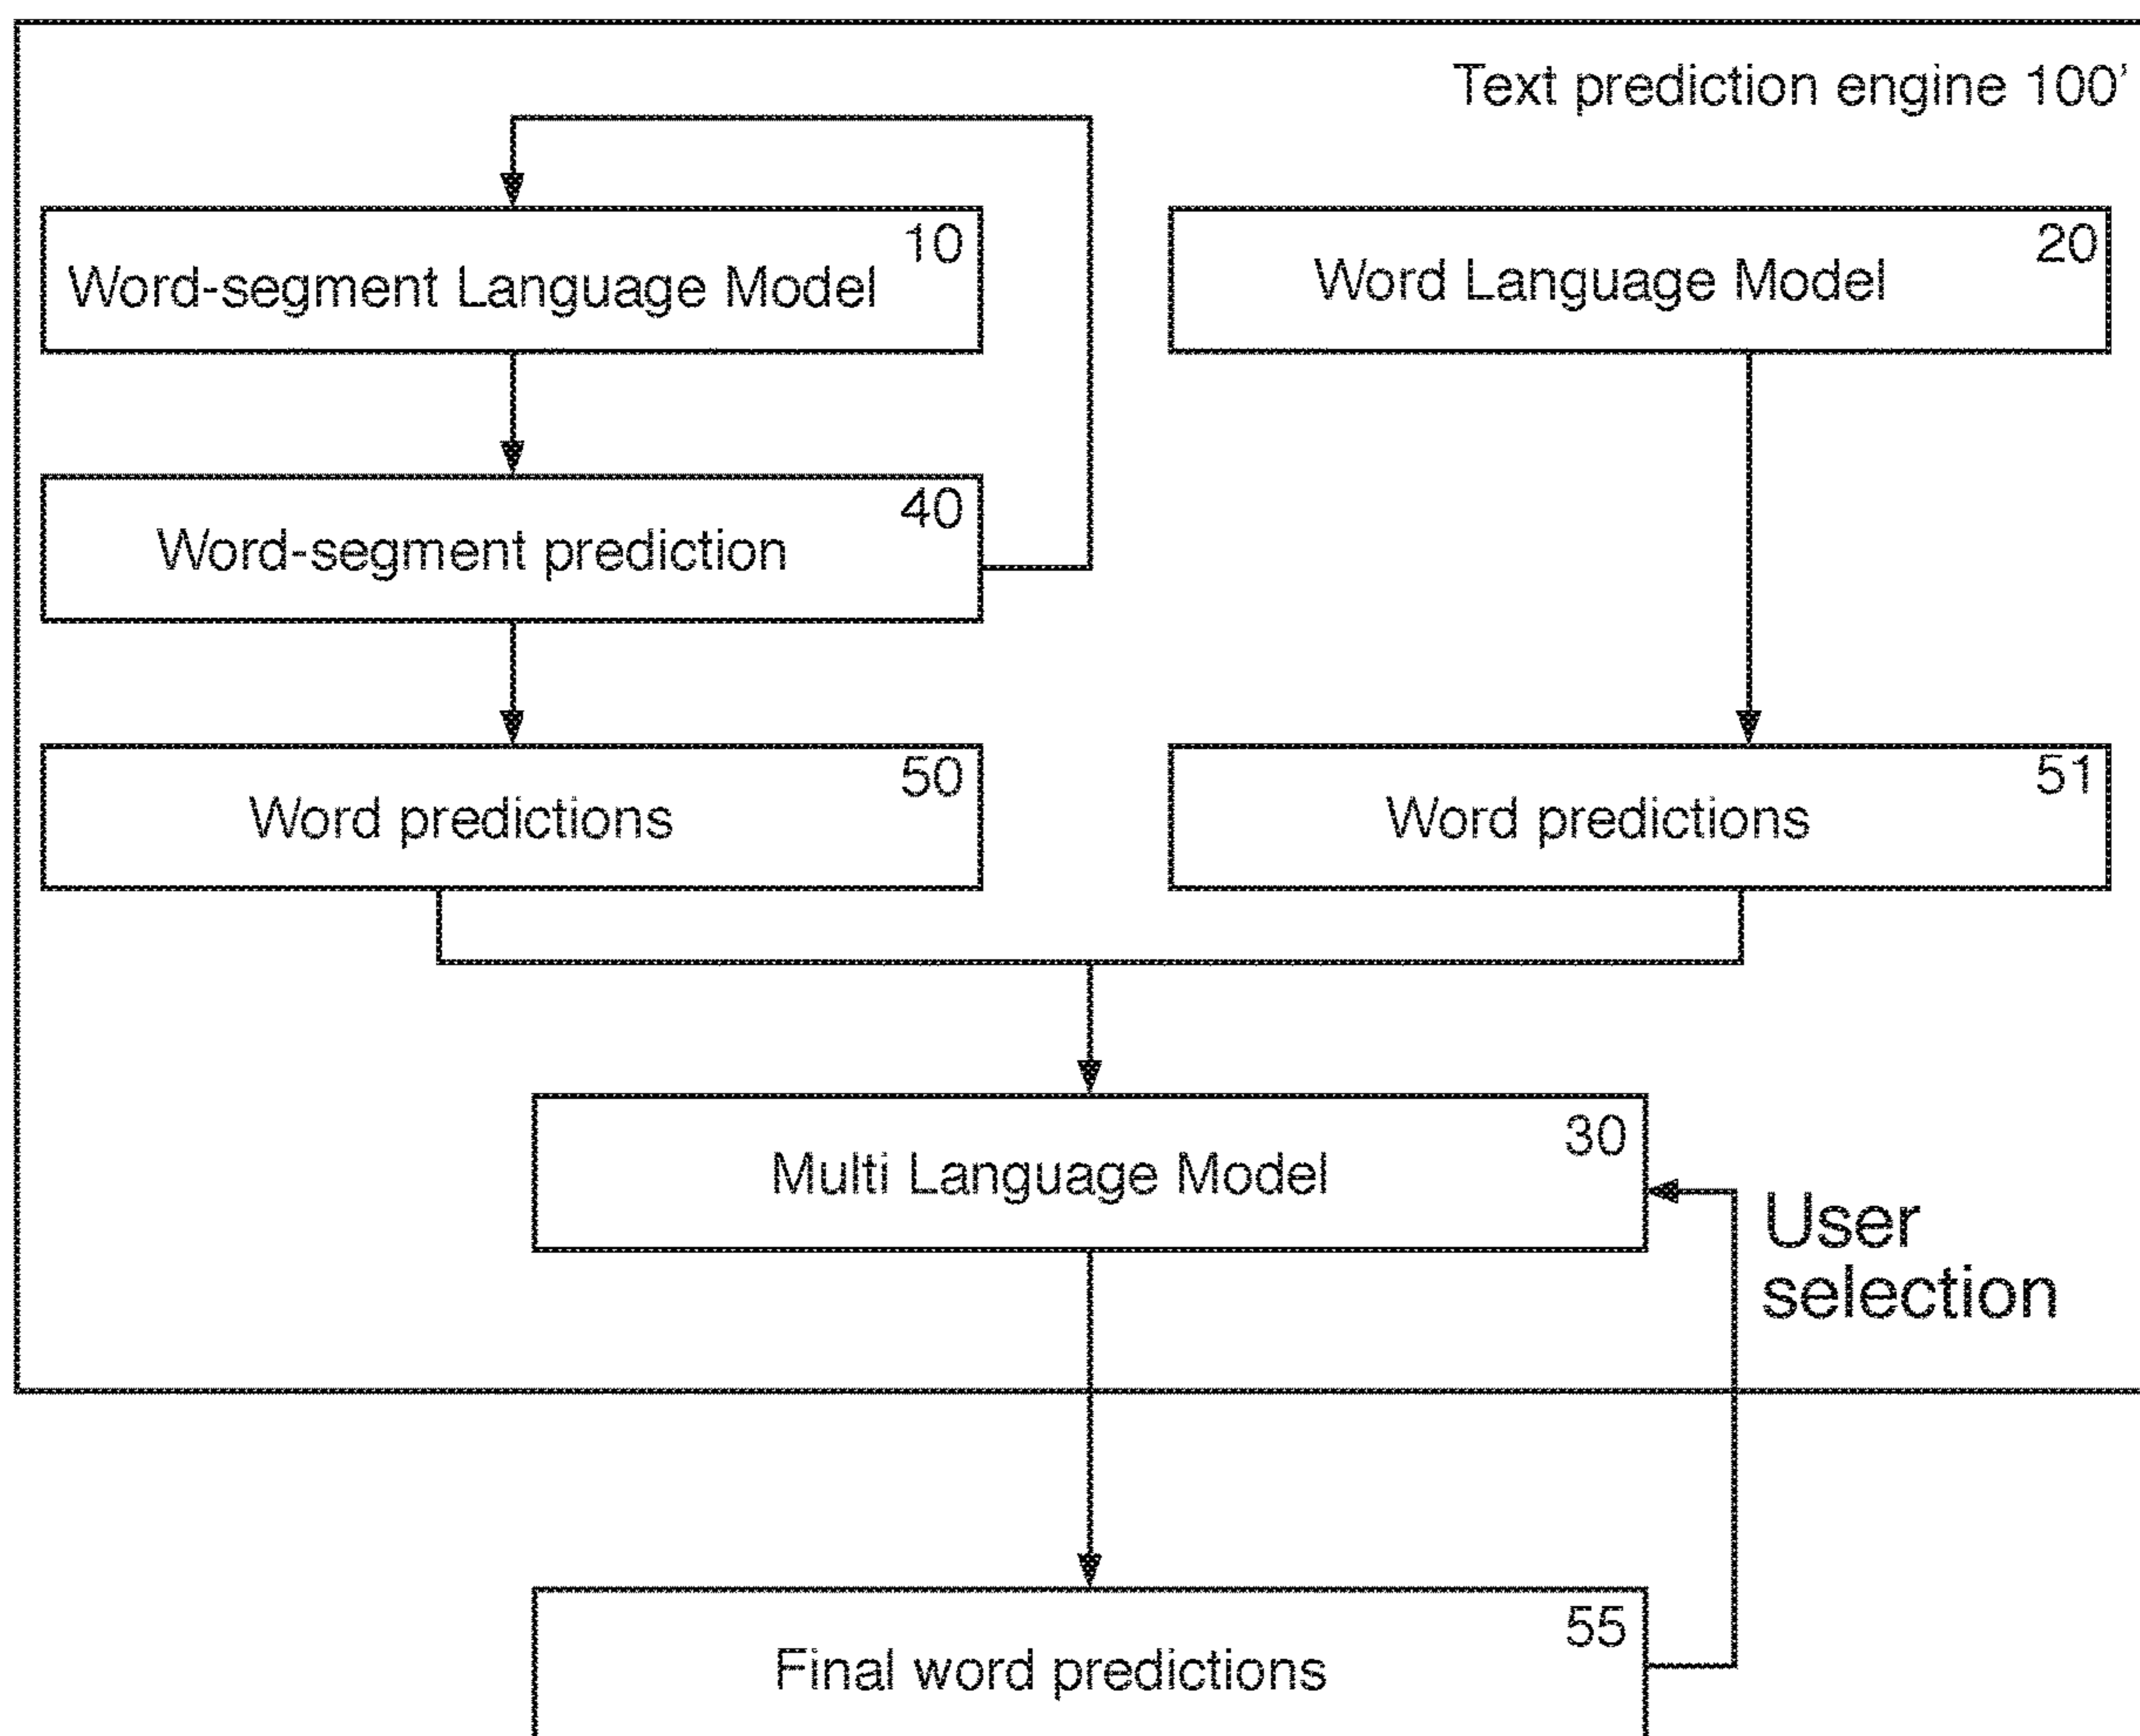 Text prediction engine 100'
10
Word-segment Language Model
20
Word Language Model
40
Word-segment prediction
50
Word predictions
51
Word predictions
30
Multi Language Model
User
selection
55
Final word predictions